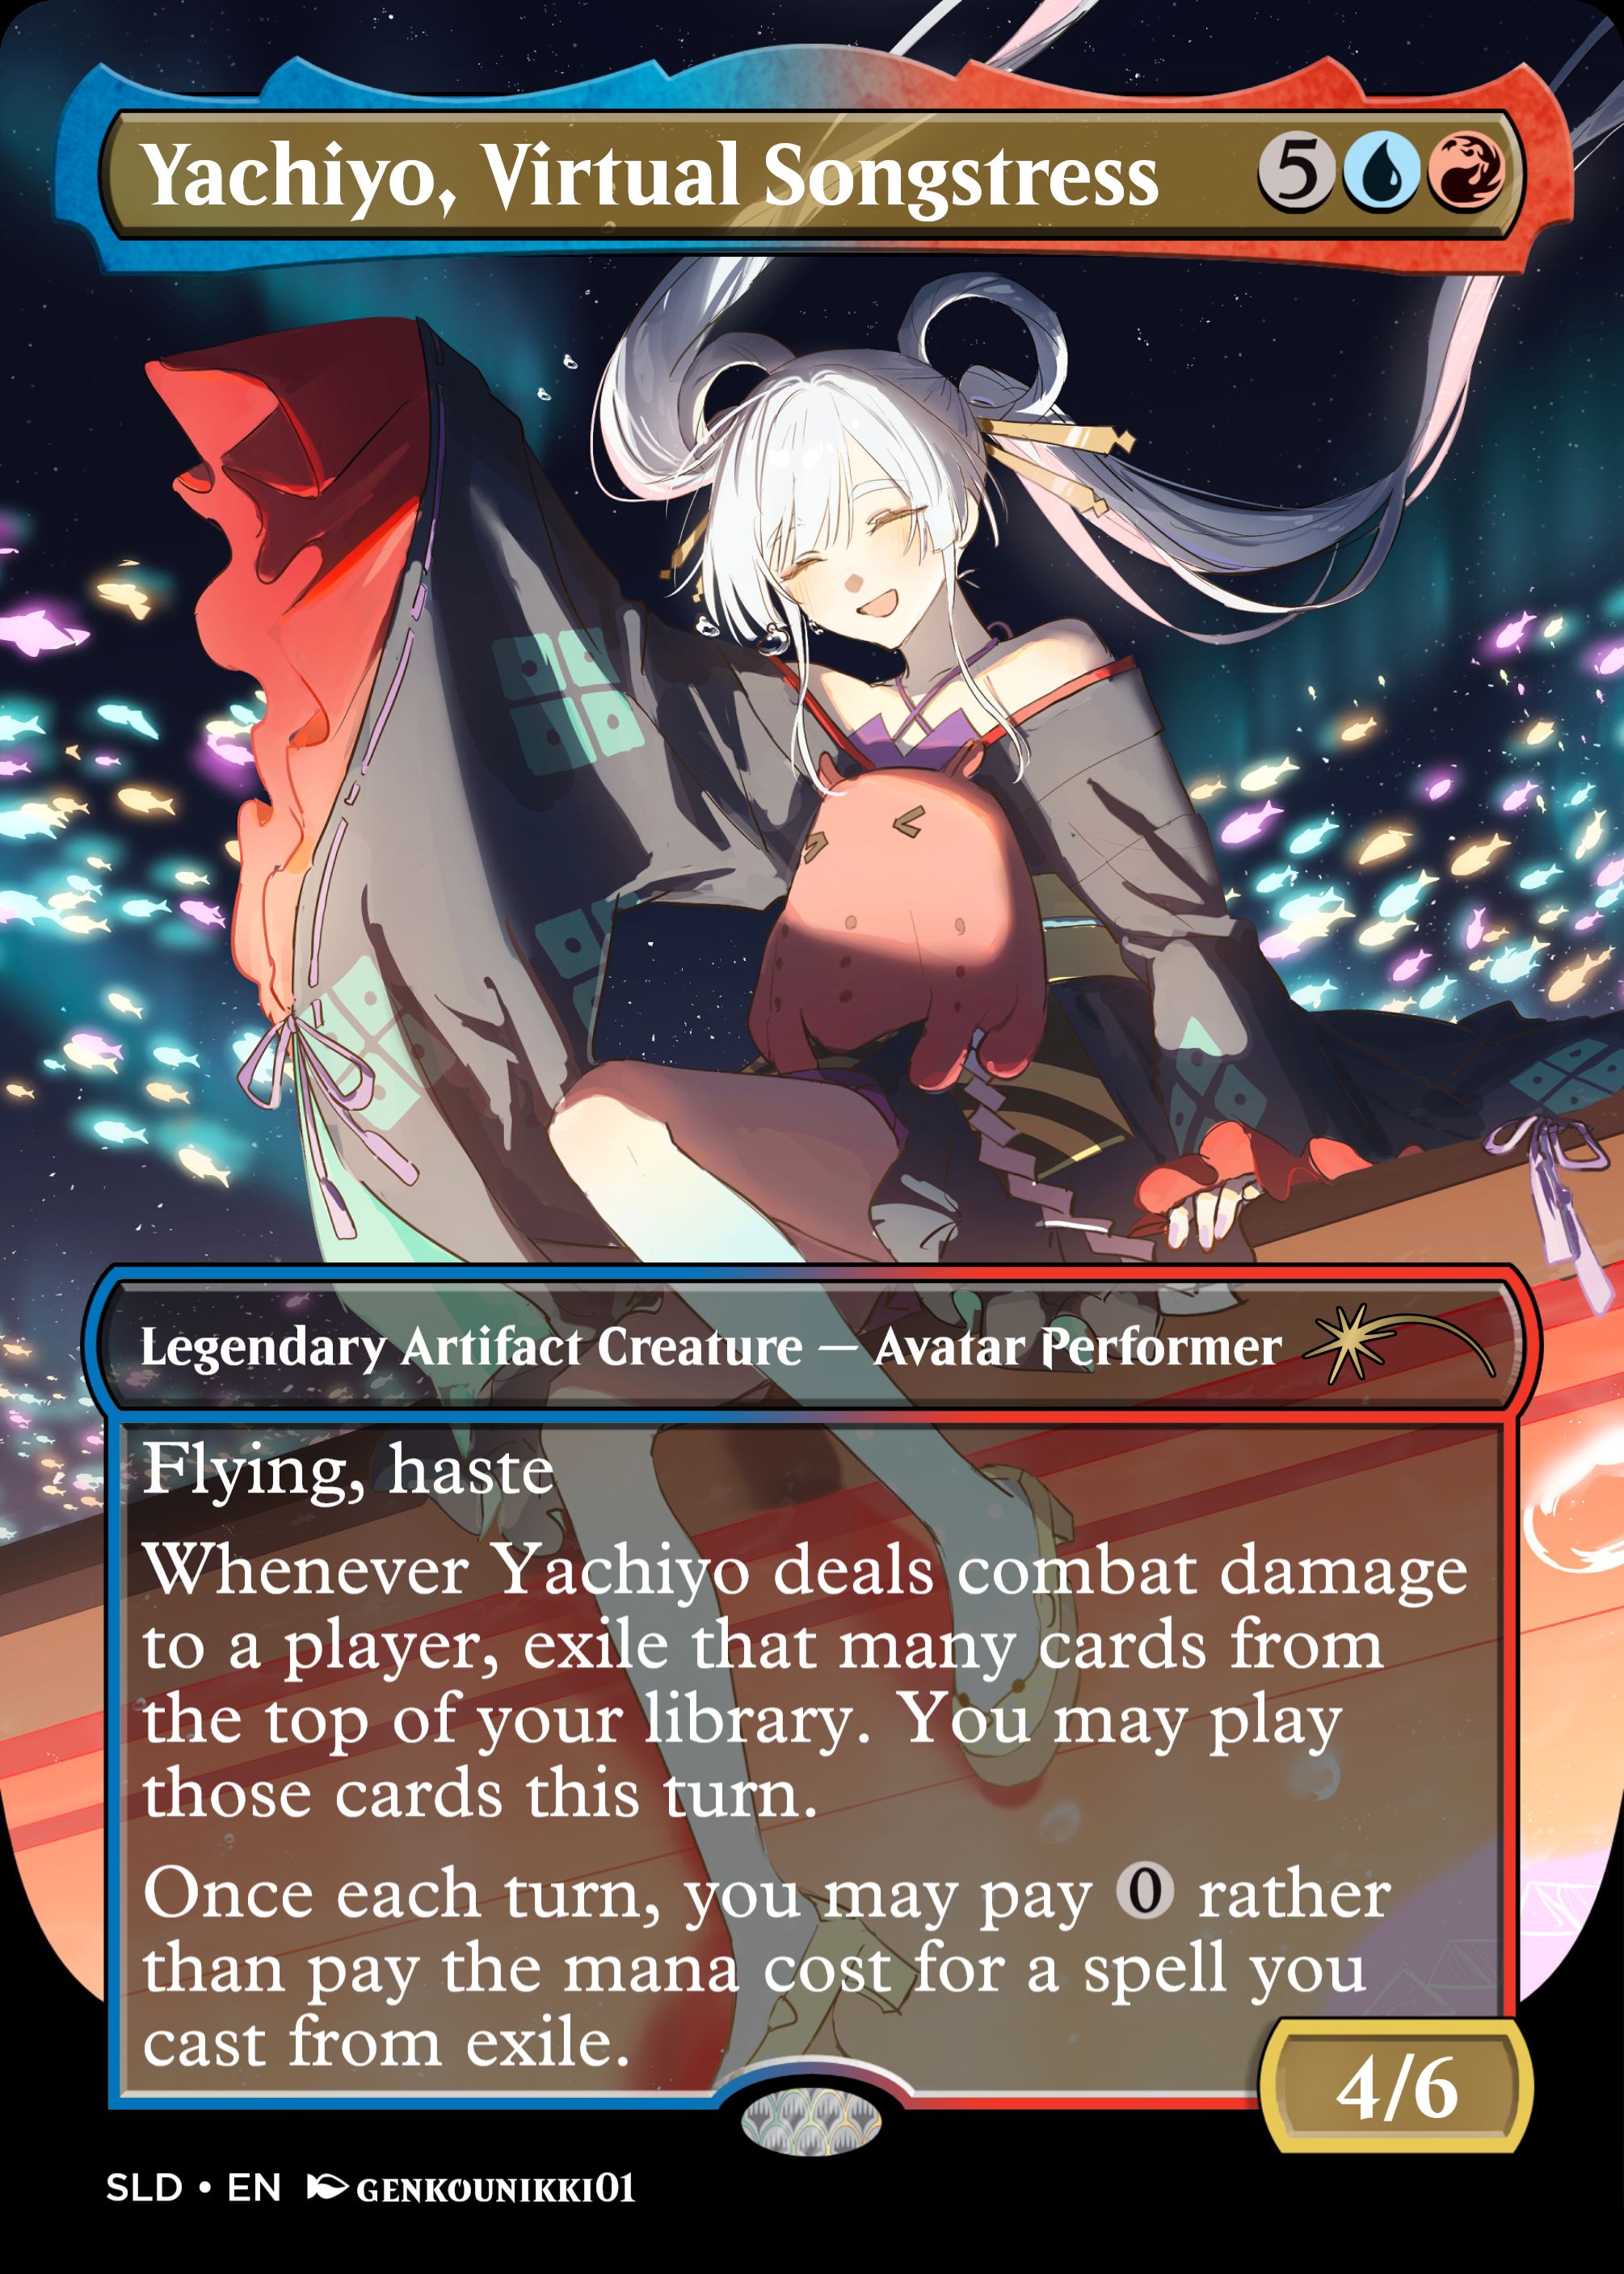 Yachiyo, Virtual Songstress 5
Legendary Artifact Creature — Avatar Performer
Flying, haste
Whenever Yachiyo deals combat damage
to a player, exile that many cards from
the top of your library. You may play
those cards this turn.
Once each turn, you may pay 0 rather
than pay the mana cost for a spell you
cast from exile.
4/6
SLD • EN GENKOUNIKKI01